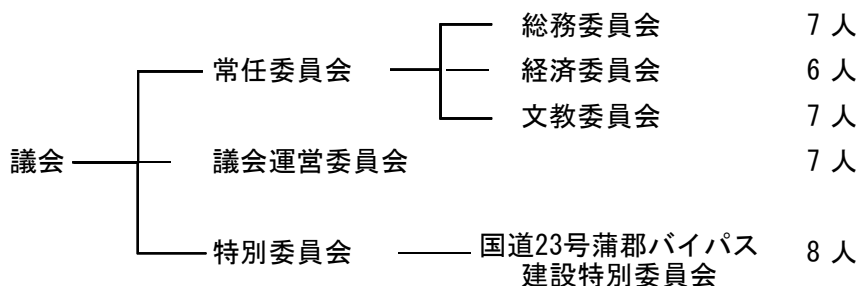 総務委員会 7 人
常任委員会 経済委員会 6 人
文教委員会 7 人
議会 議会運営委員会 7 人
特別委員会 国道23号蒲郡バイパス 8 人
建設特別委員会